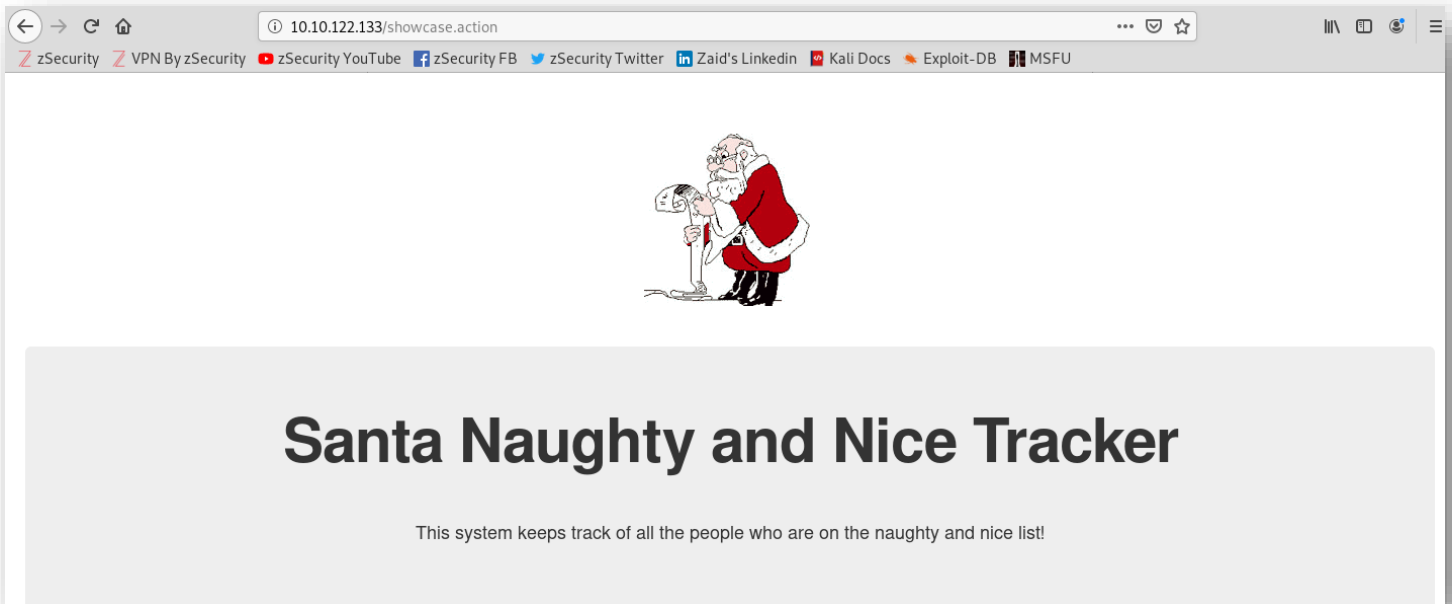 10.10.122.133/showcase.action
zSecurity VPN By zSecurity zSecurity YouTube zSecurity FB zSecurity Twitter Zaid's Linkedin Kali Docs Exploit-DB MSFU
Santa Naughty and Nice Tracker
This system keeps track of all the people who are on the naughty and nice list!